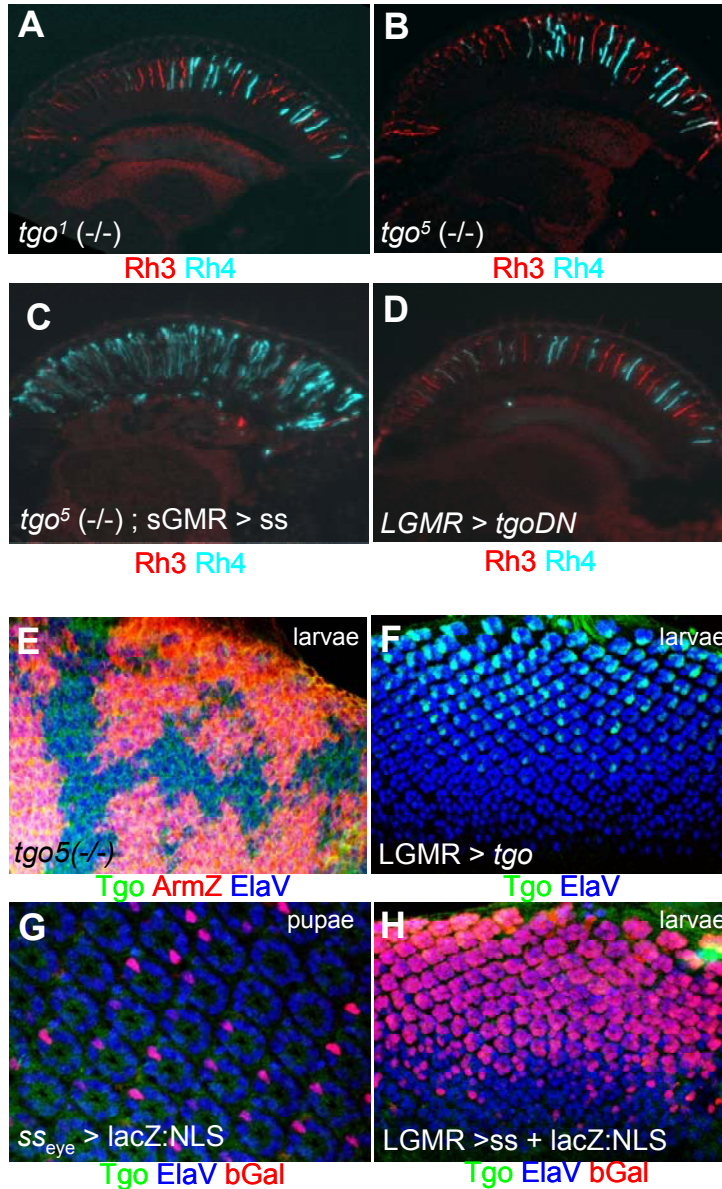 A
B
tgo¹ (-/-)
tgo⁵ (-/-)
Rh3 Rh4
Rh3 Rh4
C
D
tgo⁵ (-/-) ; sGMR > ss
LGMR > tgoDN
Rh3 Rh4
Rh3 Rh4
E
larvae
F
larvae
tgo5(-/-)
LGMR > tgo
Tgo ArmZ ElaV
Tgo ElaV
G
pupae
H
larvae
ss_eye > lacZ:NLS
LGMR >ss + lacZ:NLS
Tgo ElaV bGal
Tgo ElaV bGal